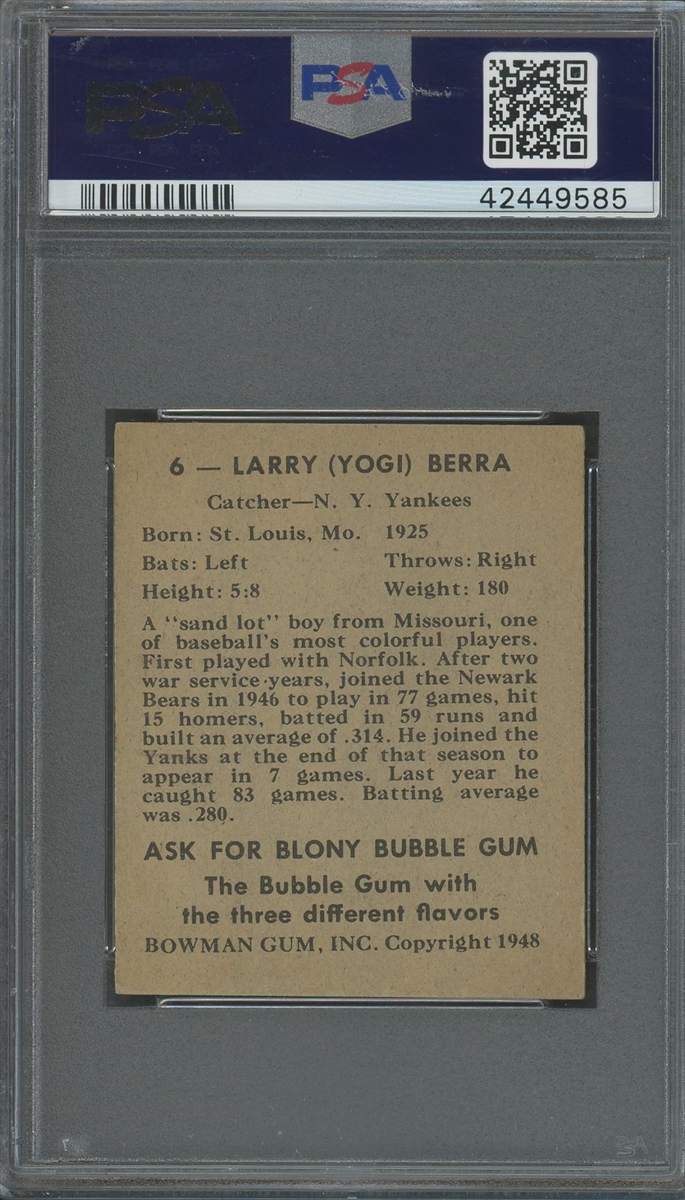 PSA
PSA
42449585
6 — LARRY (YOGI) BERRA
Catcher—N. Y. Yankees
Born: St. Louis, Mo. 1925
Bats: Left Throws: Right
Height: 5:8 Weight: 180
A "sand lot" boy from Missouri, one
of baseball's most colorful players.
First played with Norfolk. After two
war service years, joined the Newark
Bears in 1946 to play in 77 games, hit
15 homers, batted in 59 runs and
built an average of .314. He joined the
Yanks at the end of that season to
appear in 7 games. Last year he
caught 83 games. Batting average
was .280.
ASK FOR BLONY BUBBLE GUM
The Bubble Gum with
the three different flavors
BOWMAN GUM, INC. Copyright 1948